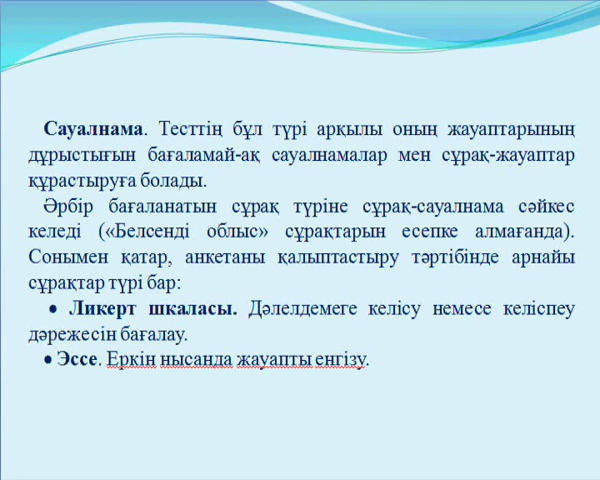 Сауалнама. Тесттің бұл түрі арқылы оның жауаптарының
дұрыстығын бағаламай-ақ сауалнамалар мен сұрақ-жауаптар
құрастыруға болады.
Әрбір бағаланатын сұрақ түріне сұрақ-сауалнама сәйкес
келеді («Белсенді облыс» сұрақтарын есепке алмағанда).
Сонымен қатар, анкетаны қалыптастыру тәртібінде арнайы
сұрақтар түрі бар:
• Ликерт шкаласы. Дәлелдемеге келісу немесе келіспеу
дәрежесін бағалау.
• Эссе. Еркін нысанда жауапты енгізу.